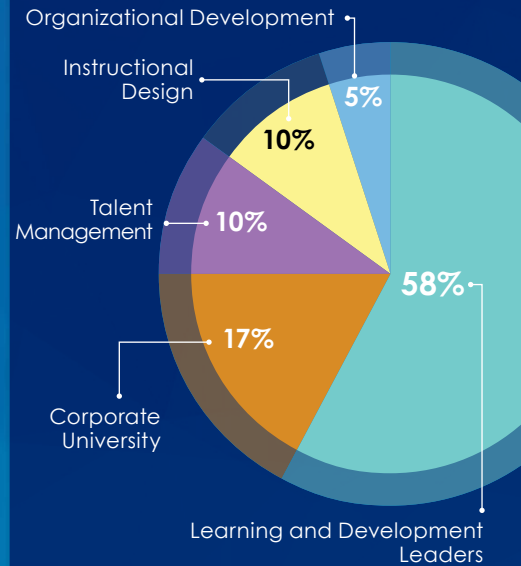 Organizational Development
5%
Instructional
Design
10%
Talent
Management
10%
58%
17%
Corporate
University
Learning and Development
Leaders